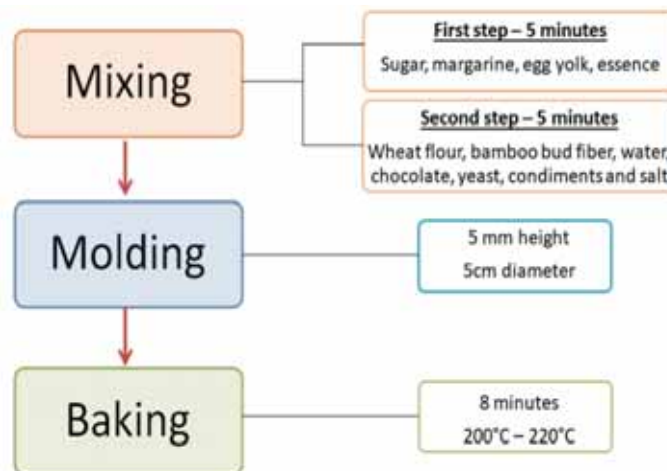 Mixing
First step – 5 minutes
Sugar, margarine, egg yolk, essence
Second step – 5 minutes
Wheat flour, bamboo bud fiber, water,
chocolate, yeast, condiments and salt
Molding
5 mm height
5cm diameter
Baking
8 minutes
200°C – 220°C